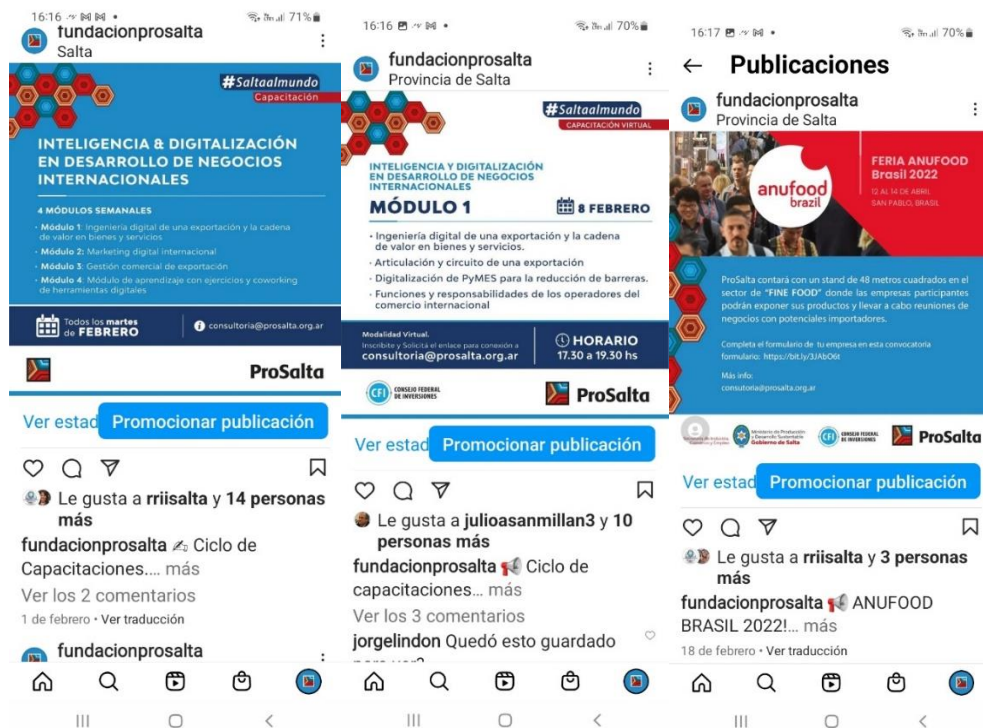 16:16
71%
fundacionprosalta
Salta
#Saltaalmundo
Capacitación
INTELIGENCIA & DIGITALIZACIÓN
EN DESARROLLO DE NEGOCIOS
INTERNACIONALES
4 MÓDULOS SEMANALES
· Módulo 1: Ingeniería digital de una exportación y la cadena
de valor en bienes y servicios
· Módulo 2: Marketing digital internacional
· Módulo 3: Gestión comercial de exportación
· Módulo 4: Módulo de aprendizaje con ejercicios y coworking
de herramientas digitales
Todos los martes
de FEBRERO
consultoria@prosalta.org.ar
ProSalta
Ver estad
Promocionar publicación
Le gusta a rriisalta y 14 personas
más
fundacionprosalta ✍ Ciclo de
Capacitaciones.... más
Ver los 2 comentarios
1 de febrero • Ver traducción
fundacionprosalta
16:16
70%
fundacionprosalta
Provincia de Salta
#Saltaalmundo
CAPACITACIÓN VIRTUAL
INTELIGENCIA Y DIGITALIZACIÓN
EN DESARROLLO DE NEGOCIOS
INTERNACIONALES
MÓDULO 1
8 FEBRERO
· Ingeniería digital de una exportación y la cadena
de valor en bienes y servicios.
· Articulación y circuito de una exportación
· Digitalización de PyMES para la reducción de barreras.
· Funciones y responsabilidades de los operadores del
comercio internacional
Modalidad Virtual.
Inscribite y Solicitá el enlace para conexión a
consultoria@prosalta.org.ar
HORARIO
17.30 a 19.30 hs
CFI CONSEJO FEDERAL
DE INVERSIONES
ProSalta
Ver estad
Promocionar publicación
Le gusta a julioasanmillan3 y 10
personas más
fundacionprosalta 📢 Ciclo de
capacitaciones... más
Ver los 3 comentarios
jorgelindon Quedó esto guardado
16:17
70%
← Publicaciones
fundacionprosalta
Provincia de Salta
anufood
brazil
FERIA ANUFOOD
Brasil 2022
12 AL 14 DE ABRIL
SAN PABLO, BRASIL
ProSalta contará con un stand de 48 metros cuadrados en el
sector de "FINE FOOD" donde las empresas participantes
podrán exponer sus productos y llevar a cabo reuniones de
negocios con potenciales importadores.
Completa el formulario de tu empresa en esta convocatoria
formulario: https://bit.ly/3JAbO6t
Más info:
consutoria@prosalta.org.ar
Ministerio de Producción
y Desarrollo Sustentable
Gobierno de Salta
CFI CONSEJO FEDERAL
DE INVERSIONES
ProSalta
Ver estad
Promocionar publicación
Le gusta a rriisalta y 3 personas
más
fundacionprosalta 📢 ANUFOOD
BRASIL 2022!... más
18 de febrero • Ver traducción